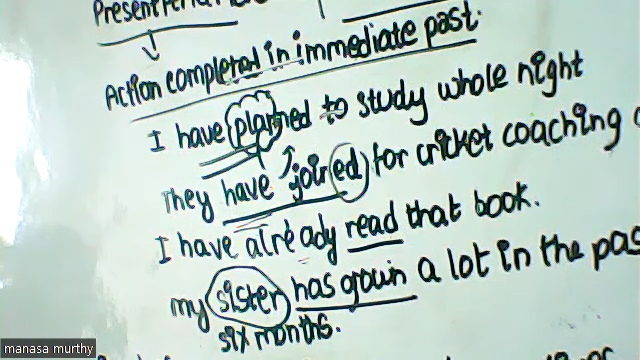 Present
Action completed in immediate past.
I have planned to study whole night
They have joined for cricket coaching
I have already read that book.
my sister has grown a lot in the pas
six months.
manasa murthy